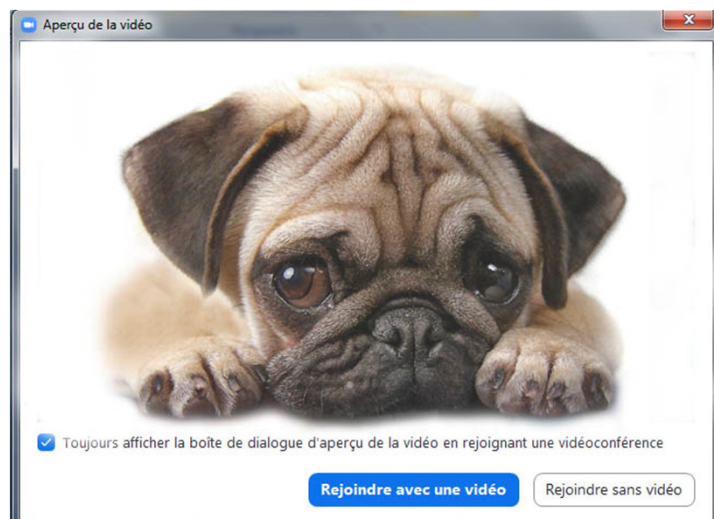 Aperçu de la vidéo
Toujours afficher la boîte de dialogue d'aperçu de la vidéo en rejoignant une vidéoconférence
Rejoindre avec une vidéo
Rejoindre sans vidéo